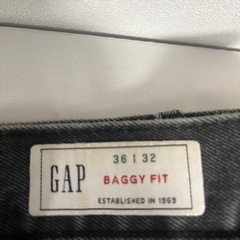 36 | 32
GAP
BAGGY FIT
ESTABLISHED IN 1969